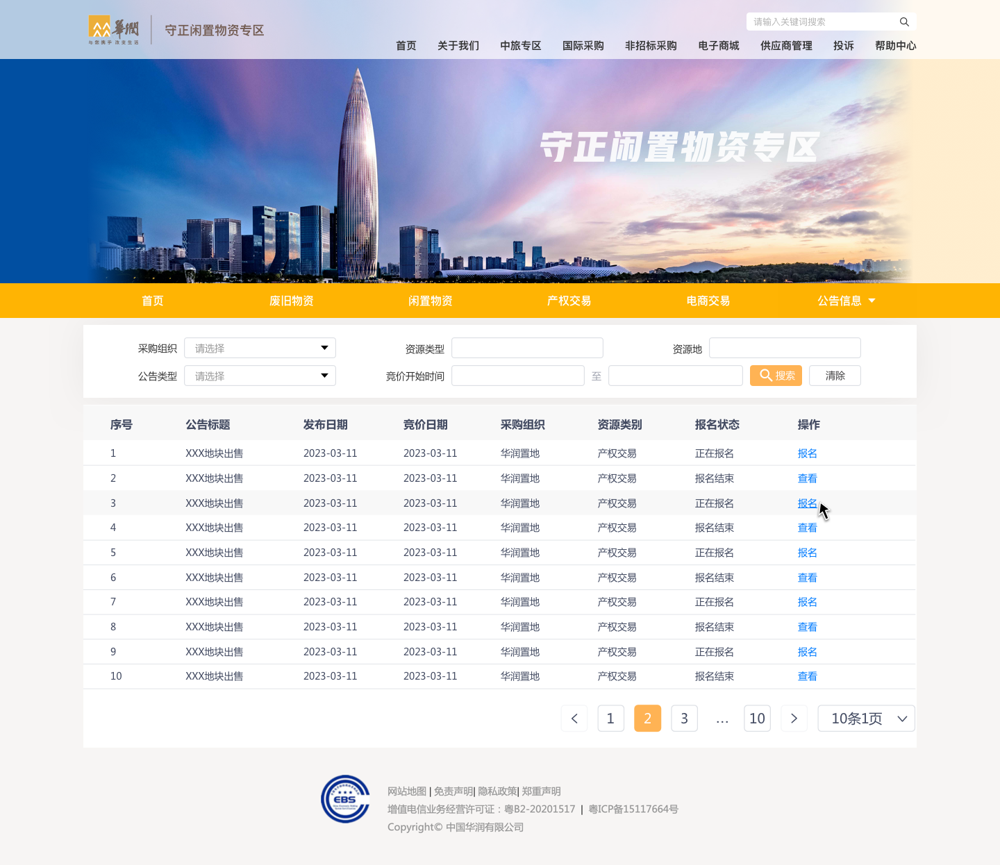 華潤
与您携手 改变生活
守正闲置物资专区
请输入关键词搜索
首页 关于我们 中旅专区 国际采购 非招标采购 电子商城 供应商管理 投诉 帮助中心
守正闲置物资专区
首页 废旧物资 闲置物资 产权交易 电商交易 公告信息
采购组织 请选择 资源类型 资源地
公告类型 请选择 竞价开始时间 至 搜索 清除
序号 公告标题 发布日期 竞价日期 采购组织 资源类别 报名状态 操作
1 XXX地块出售 2023-03-11 2023-03-11 华润置地 产权交易 正在报名 报名
2 XXX地块出售 2023-03-11 2023-03-11 华润置地 产权交易 报名结束 查看
3 XXX地块出售 2023-03-11 2023-03-11 华润置地 产权交易 正在报名 报名
4 XXX地块出售 2023-03-11 2023-03-11 华润置地 产权交易 报名结束 查看
5 XXX地块出售 2023-03-11 2023-03-11 华润置地 产权交易 正在报名 报名
6 XXX地块出售 2023-03-11 2023-03-11 华润置地 产权交易 报名结束 查看
7 XXX地块出售 2023-03-11 2023-03-11 华润置地 产权交易 正在报名 报名
8 XXX地块出售 2023-03-11 2023-03-11 华润置地 产权交易 报名结束 查看
9 XXX地块出售 2023-03-11 2023-03-11 华润置地 产权交易 正在报名 报名
10 XXX地块出售 2023-03-11 2023-03-11 华润置地 产权交易 报名结束 查看
1 2 3 … 10 10条1页
EBS
网站地图 | 免责声明| 隐私政策| 郑重声明
增值电信业务经营许可证：粤B2-20201517 | 粤ICP备15117664号
Copyright© 中国华润有限公司